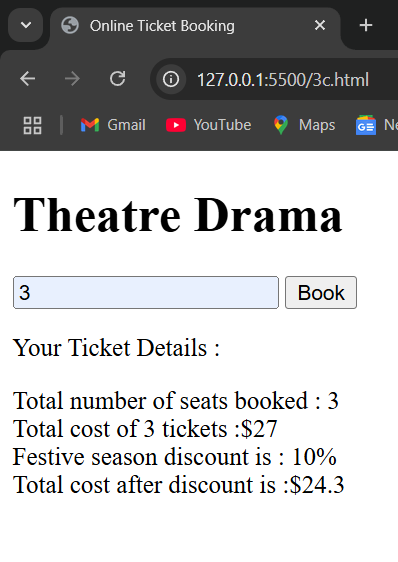 Online Ticket Booking
127.0.0.1:5500/3c.html
Gmail YouTube Maps
Theatre Drama
3 Book
Your Ticket Details :
Total number of seats booked : 3
Total cost of 3 tickets :$27
Festive season discount is : 10%
Total cost after discount is :$24.3